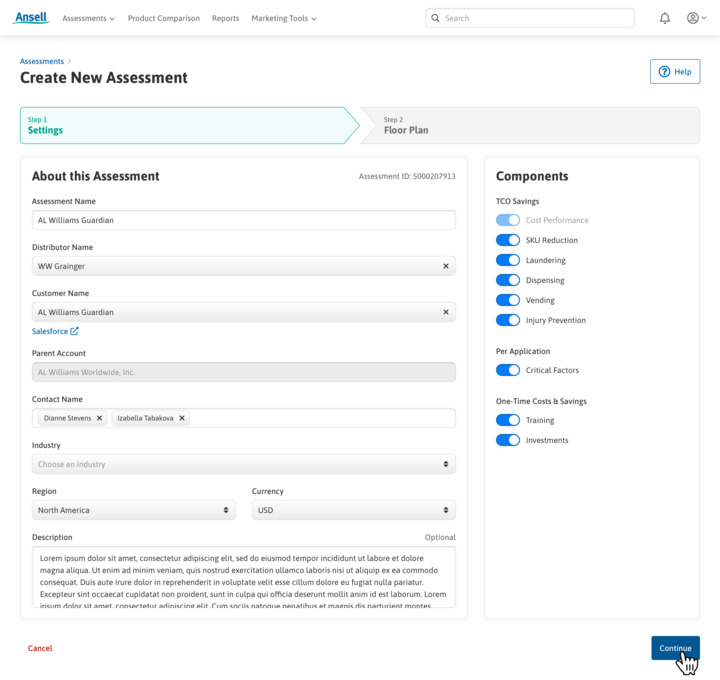 Ansell
Assessments
Product Comparison
Reports
Marketing Tools
Search
Assessments
Create New Assessment
Help
Step 1
Settings
Step 2
Floor Plan
About this Assessment
Assessment ID: 5000207913
Assessment Name
AL Williams Guardian
Distributor Name
WW Grainger
Customer Name
AL Williams Guardian
Salesforce
Parent Account
AL Williams Worldwide, Inc.
Contact Name
Dianne Stevens
Izabella Tabakova
Industry
Choose an Industry
Region
Currency
North America
USD
Description
Optional
Lorem ipsum dolor sit amet, consectetur adipiscing elit, sed do eiusmod tempor incididunt ut labore et dolore
magna aliqua. Ut enim ad minim veniam, quis nostrud exercitation ullamco laboris nisi ut aliquip ex ea commodo
consequat. Duis aute irure dolor in reprehenderit in voluptate velit esse cillum dolore eu fugiat nulla pariatur.
Excepteur sint occaecat cupidatat non proident, sunt in culpa qui officia deserunt mollit anim id est laborum. Lorem
ipsum dolor sit amet, consectetur adipiscing elit. Cum sociis natoque penatibus et magnis dis parturient montes
Components
TCO Savings
Cost Performance
SKU Reduction
Laundering
Dispensing
Vending
Injury Prevention
Per Application
Critical Factors
One-Time Costs & Savings
Training
Investments
Cancel
Continue